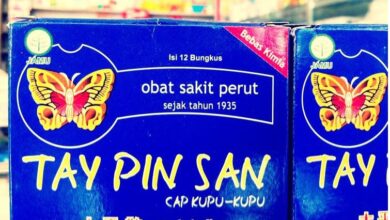 Isi 12 Bungkus
Bebas Kimia
JAMU
obat sakit perut
sejak tahun 1935
TAY PIN SAN
CAP KUPU-KUPU
JAMU
TAY